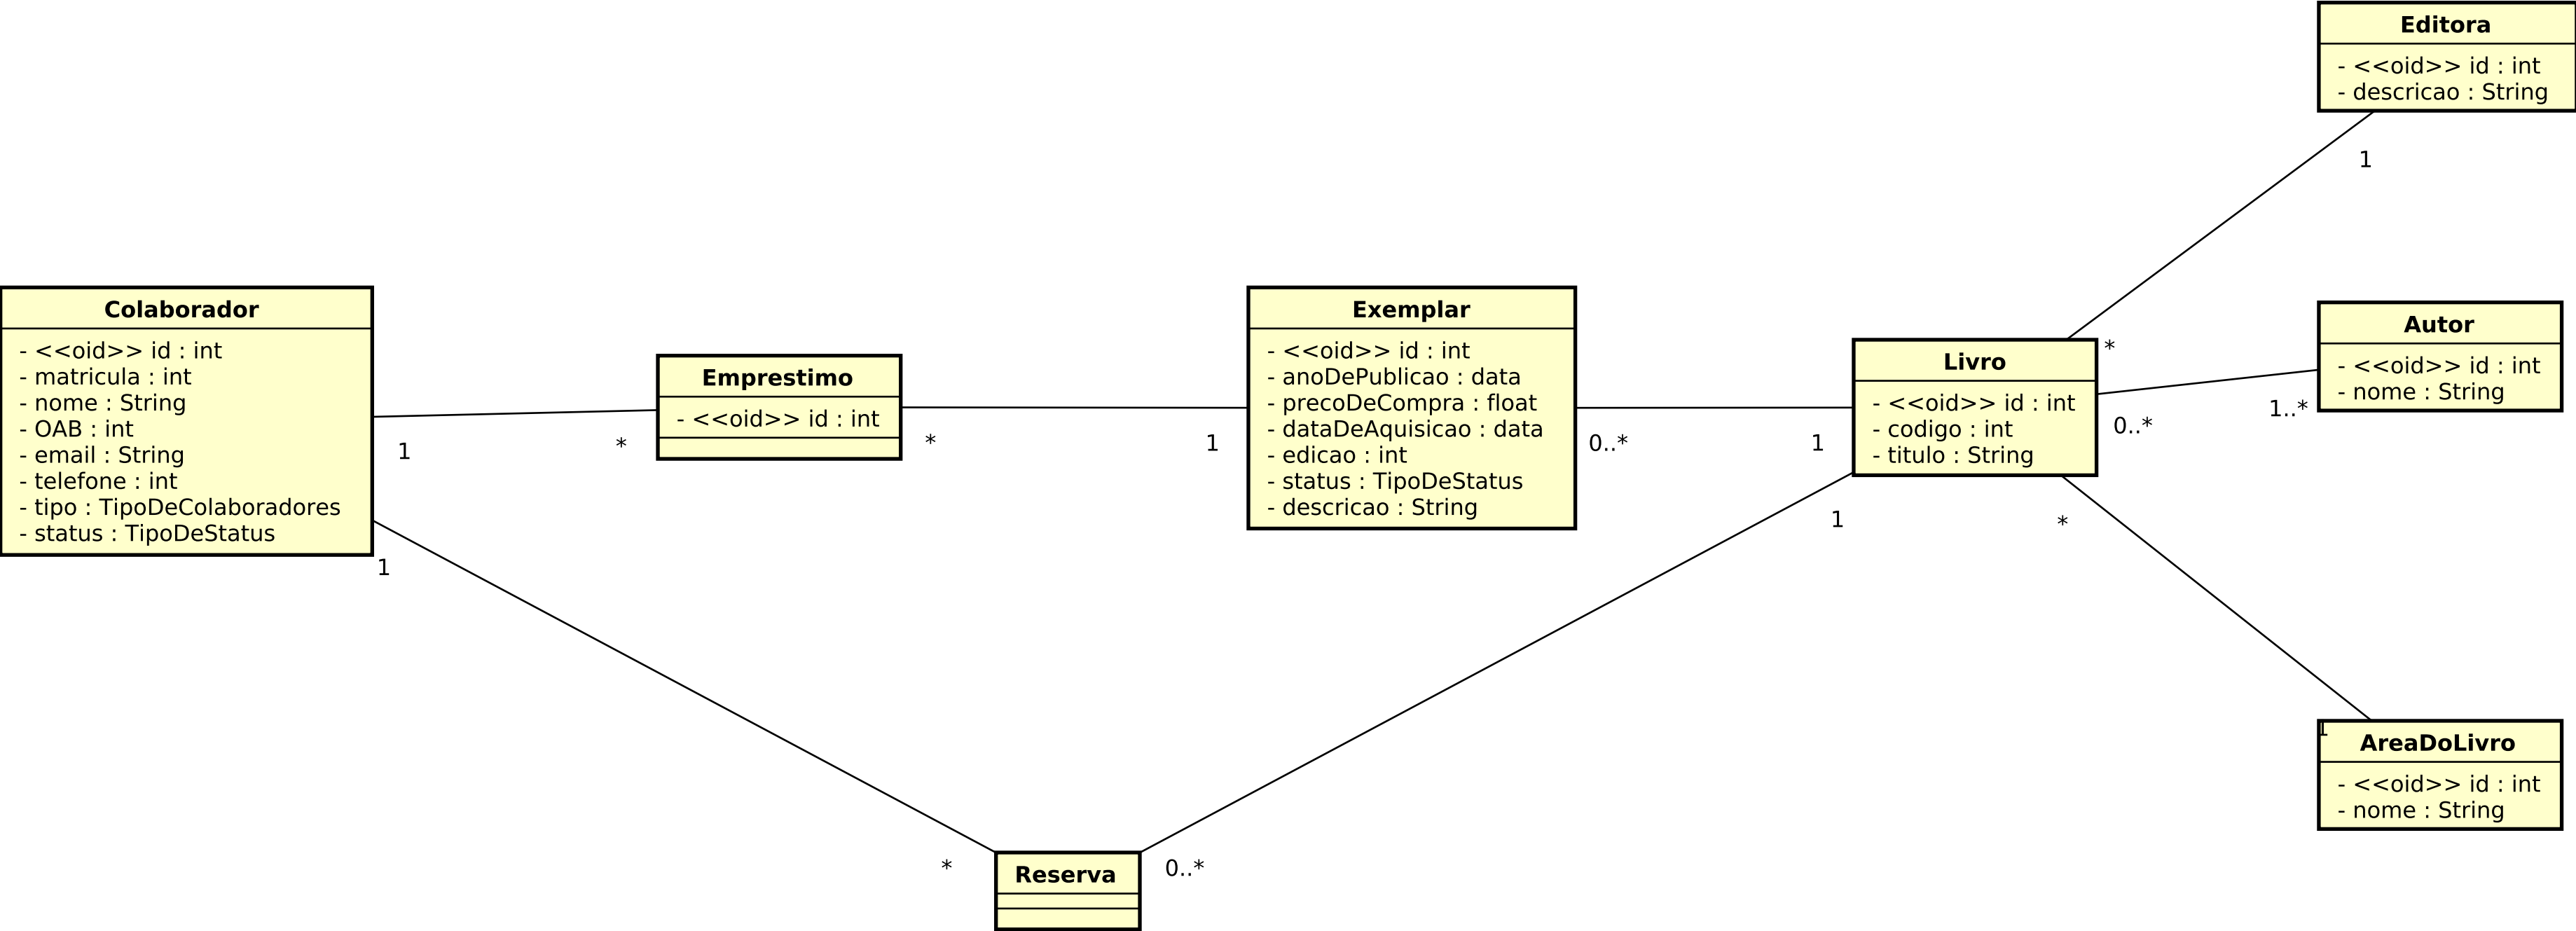 Editora
- <<oid>> id : int
- descricao : String
1
Colaborador
- <<oid>> id : int
- matricula : int
- nome : String
- OAB : int
- email : String
- telefone : int
- tipo : TipoDeColaboradores
- status : TipoDeStatus
1
*
1
Emprestimo
- <<oid>> id : int
*
1
Exemplar
- <<oid>> id : int
- anoDePublicao : data
- precoDeCompra : float
- dataDeAquisicao : data
- edicao : int
- status : TipoDeStatus
- descricao : String
0..*
1
Livro
- <<oid>> id : int
- codigo : int
- titulo : String
*
0..*
1..*
1
*
Autor
- <<oid>> id : int
- nome : String
1
AreaDoLivro
- <<oid>> id : int
- nome : String
*
Reserva
0..*